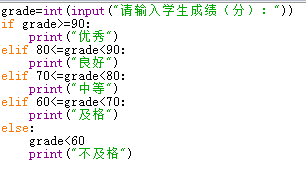 grade=int(input("请输入学生成绩（分）："))
if grade>=90:
    print("优秀")
elif 80<=grade<90:
    print("良好")
elif 70<=grade<80:
    print("中等")
elif 60<=grade<70:
    print("及格")
else:
    grade<60
    print("不及格")